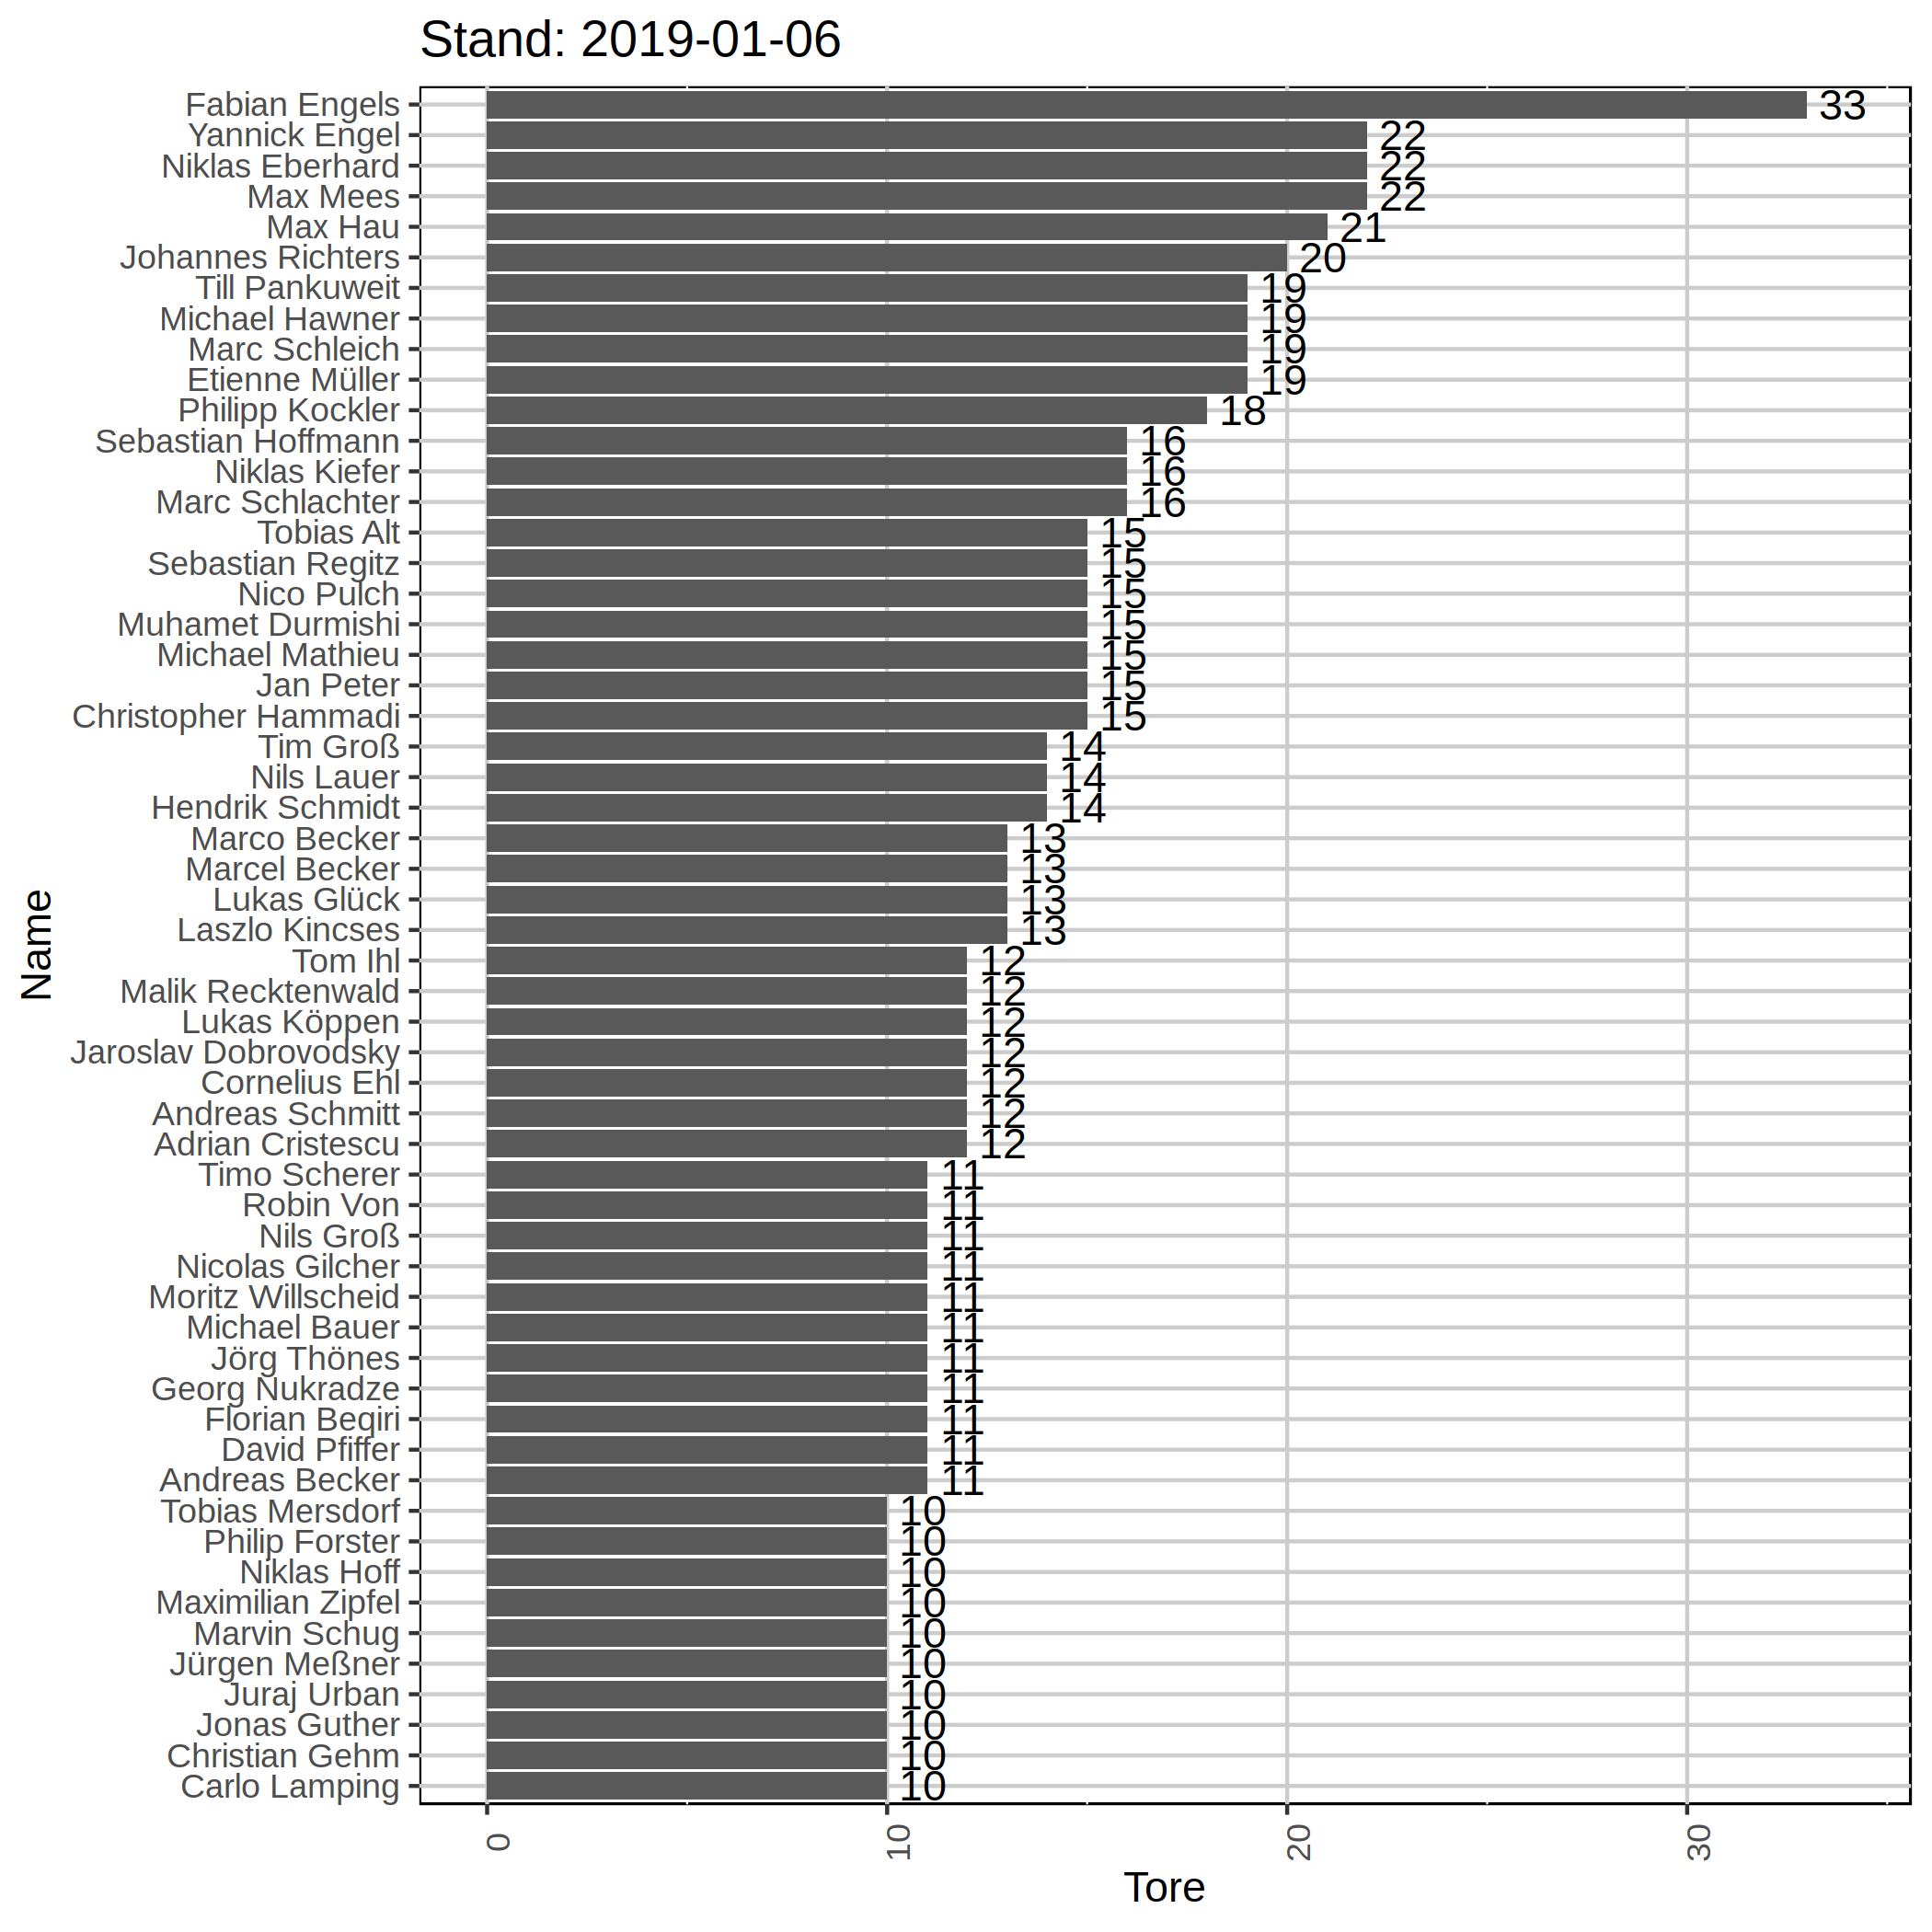 Stand: 2019-01-06
Fabian Engels 33
Yannick Engel 22
Niklas Eberhard 22
Max Mees 22
Max Hau 21
Johannes Richters 20
Till Pankuweit 19
Michael Hawner 19
Marc Schleich 19
Etienne Müller 19
Philipp Kockler 18
Sebastian Hoffmann 16
Niklas Kiefer 16
Marc Schlachter 16
Tobias Alt 15
Sebastian Regitz 15
Nico Pulch 15
Muhamet Durmishi 15
Michael Mathieu 15
Jan Peter 15
Christopher Hammadi 15
Tim Groß 14
Nils Lauer 14
Hendrik Schmidt 14
Marco Becker 13
Marcel Becker 13
Lukas Glück 13
Laszlo Kincses 13
Tom Ihl 12
Malik Recktenwald 12
Lukas Köppen 12
Jaroslav Dobrovodsky 12
Cornelius Ehl 12
Andreas Schmitt 12
Adrian Cristescu 12
Timo Scherer 11
Robin Von 11
Nils Groß 11
Nicolas Gilcher 11
Moritz Willscheid 11
Michael Bauer 11
Jörg Thönes 11
Georg Nukradze 11
Florian Beqiri 11
David Pfiffer 11
Andreas Becker 11
Tobias Mersdorf 10
Philip Forster 10
Niklas Hoff 10
Maximilian Zipfel 10
Marvin Schug 10
Jürgen Meßner 10
Juraj Urban 10
Jonas Guther 10
Christian Gehm 10
Carlo Lamping 10
Name
0 10 20 30
Tore